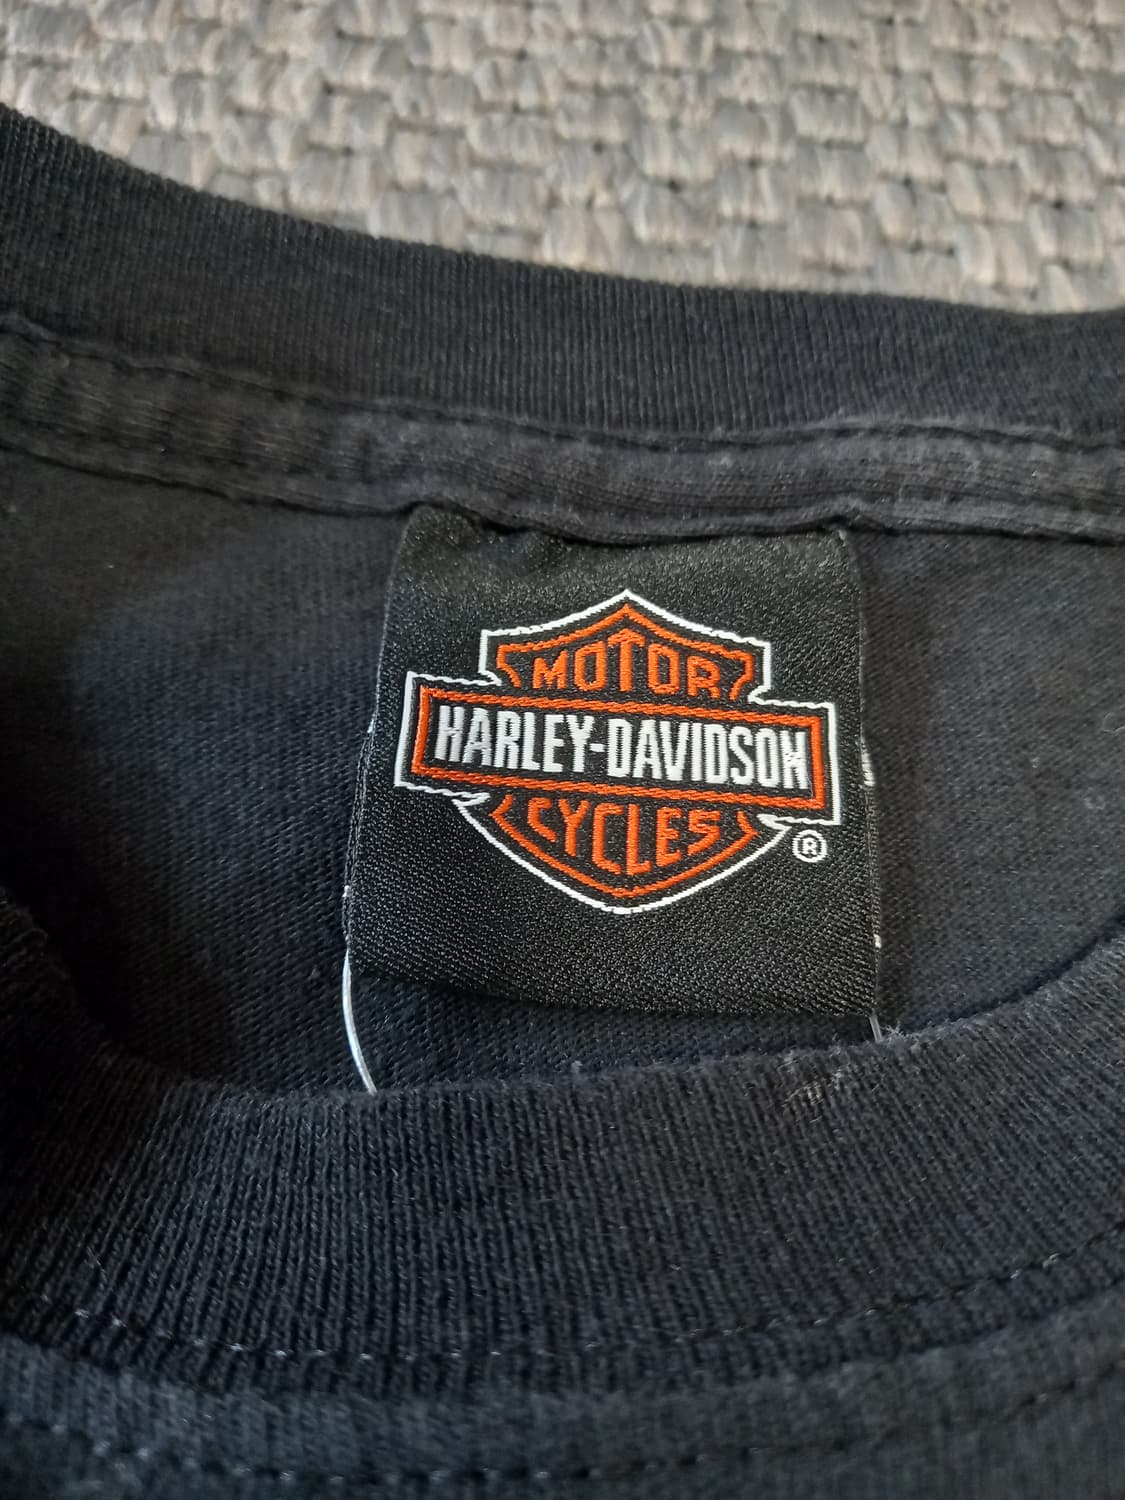 MOTOR
HARLEY-DAVIDSON
CYCLES
®